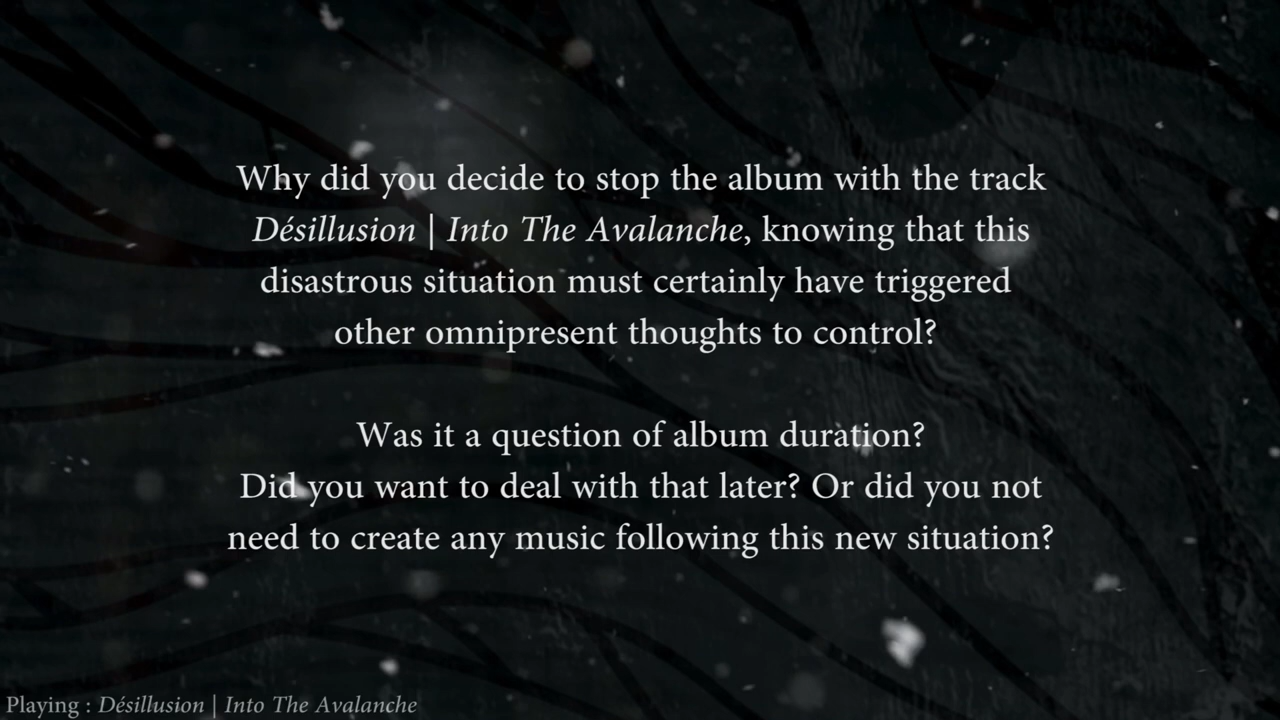 Why did you decide to stop the album with the track
Désillusion | Into The Avalanche, knowing that this
disastrous situation must certainly have triggered
other omnipresent thoughts to control?
Was it a question of album duration?
Did you want to deal with that later? Or did you not
need to create any music following this new situation?
Playing : Désillusion | Into The Avalanche